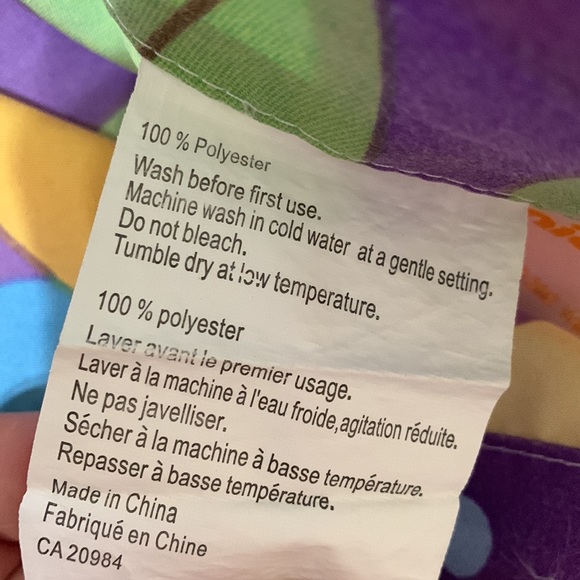 100 % Polyester
Wash before first use.
Machine wash in cold water at a gentle setting.
Do not bleach.
Tumble dry at low temperature.
100 % polyester
Laver avant le premier usage.
Laver à la machine à l'eau froide,agitation réduite.
Ne pas javelliser.
Sécher à la machine à basse température.
Repasser à basse température.
Made in China
Fabriqué en Chine
CA 20984